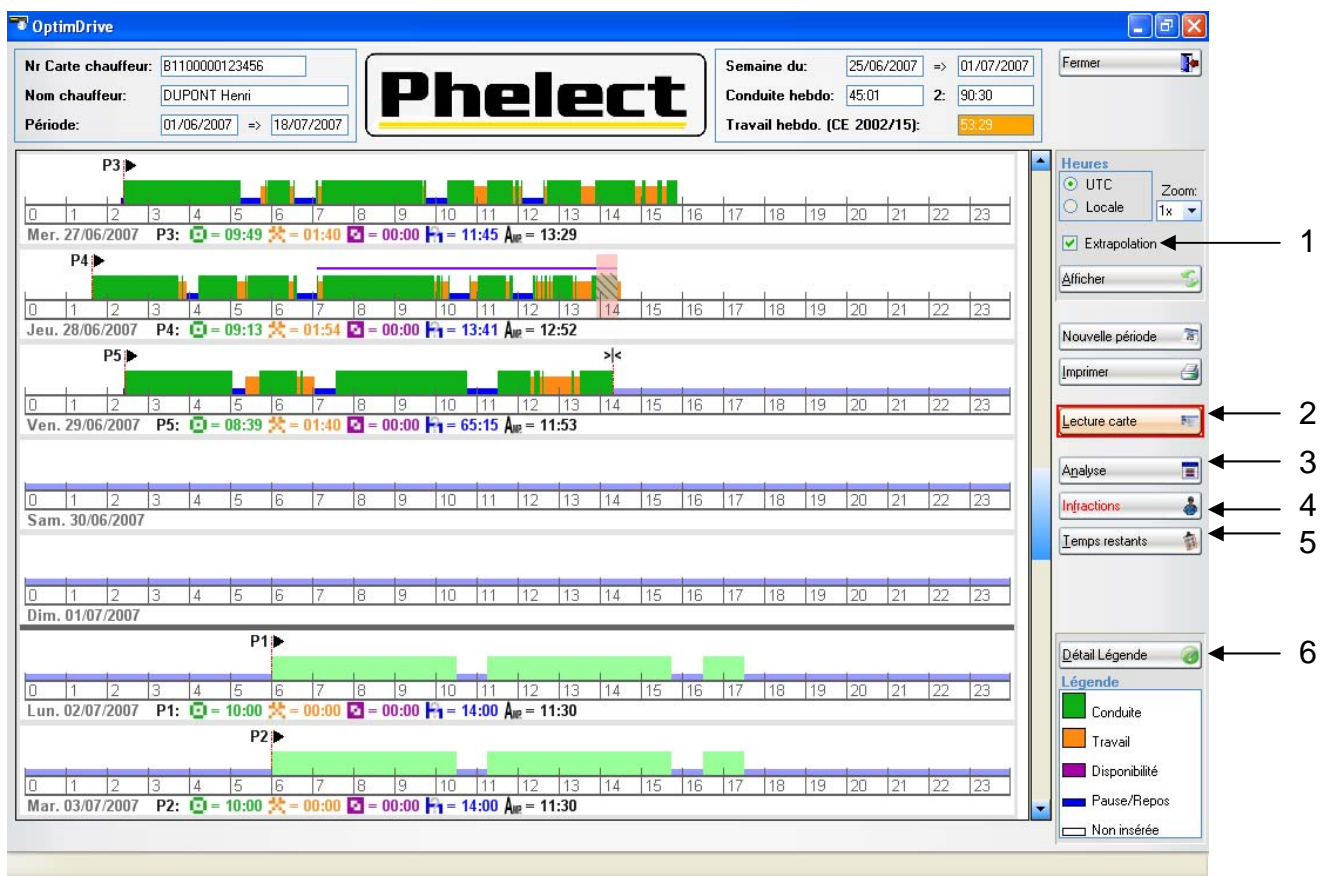 OptimDrive
Nr Carte chauffeur: B1100000123456
Nom chauffeur: DUPONT Henri
Période: 01/06/2007 => 18/07/2007
Phelect
Semaine du: 25/06/2007 => 01/07/2007
Conduite hebdo: 45:01 2: 90:30
Travail hebdo. (CE 2002/15): 53:29
Fermer
P3
0 1 2 3 4 5 6 7 8 9 10 11 12 13 14 15 16 17 18 19 20 21 22 23
Mer. 27/06/2007 P3: = 09:49 = 01:40 = 00:00 = 11:45 = 13:29
P4
0 1 2 3 4 5 6 7 8 9 10 11 12 13 14 15 16 17 18 19 20 21 22 23
Jeu. 28/06/2007 P4: = 09:13 = 01:54 = 00:00 = 13:41 = 12:52
P5 >|<
0 1 2 3 4 5 6 7 8 9 10 11 12 13 14 15 16 17 18 19 20 21 22 23
Ven. 29/06/2007 P5: = 08:39 = 01:40 = 00:00 = 65:15 = 11:53
0 1 2 3 4 5 6 7 8 9 10 11 12 13 14 15 16 17 18 19 20 21 22 23
Sam. 30/06/2007
0 1 2 3 4 5 6 7 8 9 10 11 12 13 14 15 16 17 18 19 20 21 22 23
Dim. 01/07/2007
P1
0 1 2 3 4 5 6 7 8 9 10 11 12 13 14 15 16 17 18 19 20 21 22 23
Lun. 02/07/2007 P1: = 10:00 = 00:00 = 00:00 = 14:00 = 11:30
P2
0 1 2 3 4 5 6 7 8 9 10 11 12 13 14 15 16 17 18 19 20 21 22 23
Mar. 03/07/2007 P2: = 10:00 = 00:00 = 00:00 = 14:00 = 11:30
Heures
UTC
Locale
Zoom:
1x
Extrapolation
1
Afficher
Nouvelle période
Imprimer
Lecture carte
2
Analyse
3
Infractions
4
Temps restants
5
Détail Légende
6
Légende
Conduite
Travail
Disponibilité
Pause/Repos
Non insérée